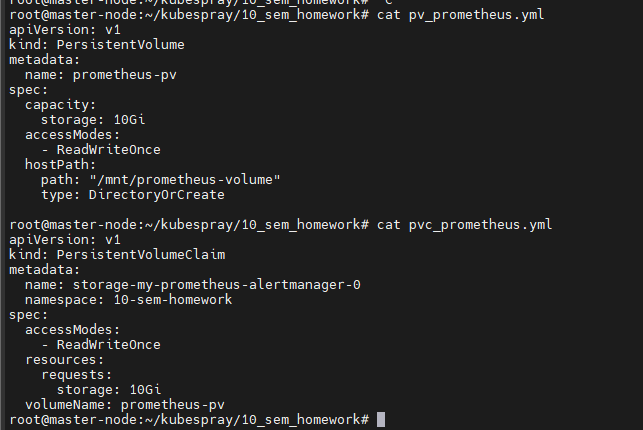 root@master-node:~/kubespray/10_sem_homework# ^C
root@master-node:~/kubespray/10_sem_homework# cat pv_prometheus.yml
apiVersion: v1
kind: PersistentVolume
metadata:
  name: prometheus-pv
spec:
  capacity:
    storage: 10Gi
  accessModes:
    - ReadWriteOnce
  hostPath:
    path: "/mnt/prometheus-volume"
    type: DirectoryOrCreate

root@master-node:~/kubespray/10_sem_homework# cat pvc_prometheus.yml
apiVersion: v1
kind: PersistentVolumeClaim
metadata:
  name: storage-my-prometheus-alertmanager-0
  namespace: 10-sem-homework
spec:
  accessModes:
    - ReadWriteOnce
  resources:
    requests:
      storage: 10Gi
  volumeName: prometheus-pv
root@master-node:~/kubespray/10_sem_homework#